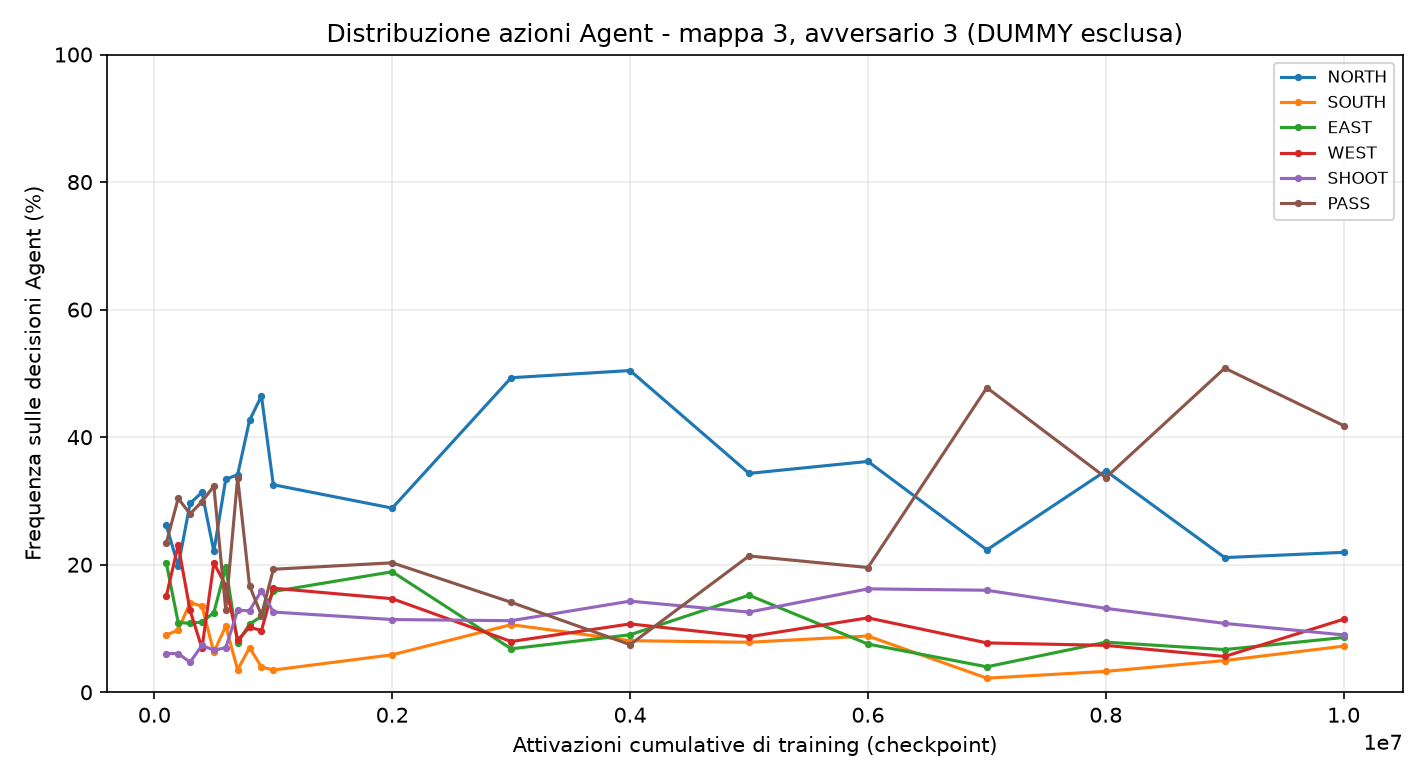 Distribuzione azioni Agent - mappa 3, avversario 3 (DUMMY esclusa)
Frequenza sulle decisioni Agent (%)
100
80
60
40
20
0
NORTH
SOUTH
EAST
WEST
SHOOT
PASS
0.0 0.2 0.4 0.6 0.8 1.0
1e7
Attivazioni cumulative di training (checkpoint)